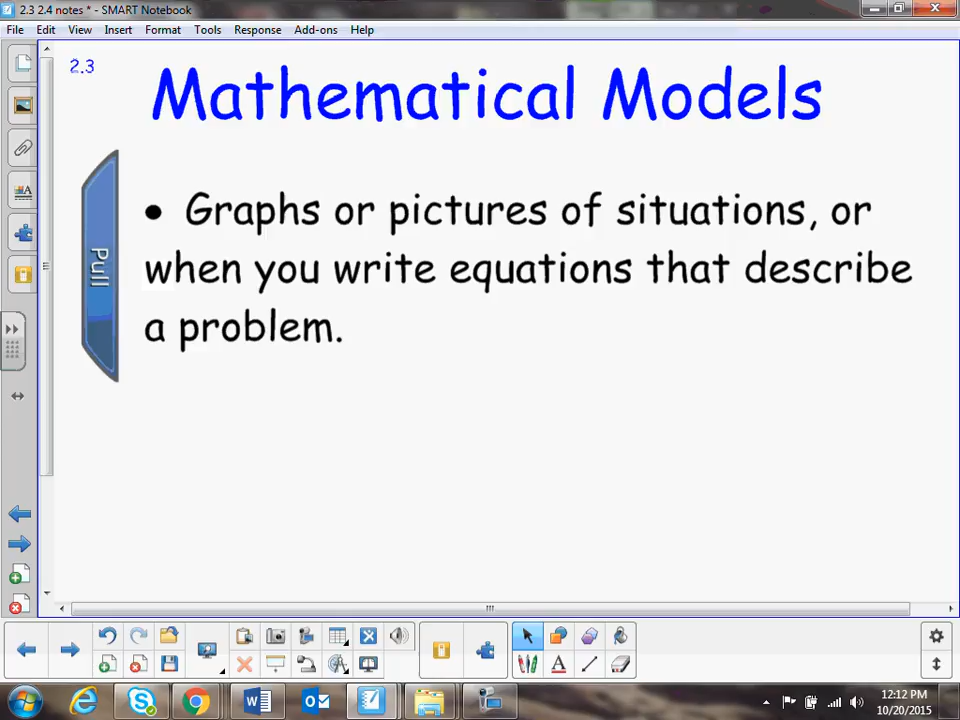 2.3 2.4 notes * - SMART Notebook
File Edit View Insert Format Tools Response Add-ons Help
2.3
Mathematical Models
Pull
• Graphs or pictures of situations, or
when you write equations that describe
a problem.
12:12 PM
10/20/2015